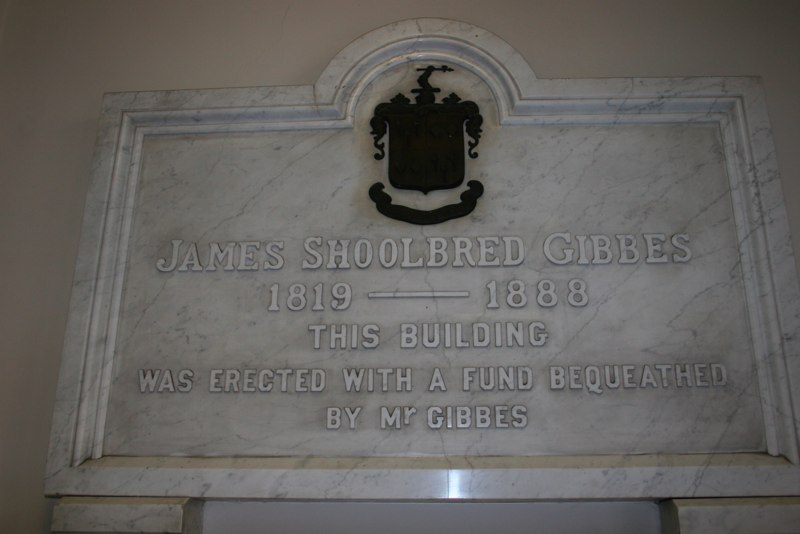 JAMES SHOOLBRED GIBBES
1819 — 1888
THIS BUILDING
WAS ERECTED WITH A FUND BEQUEATHED
BY Mr GIBBES